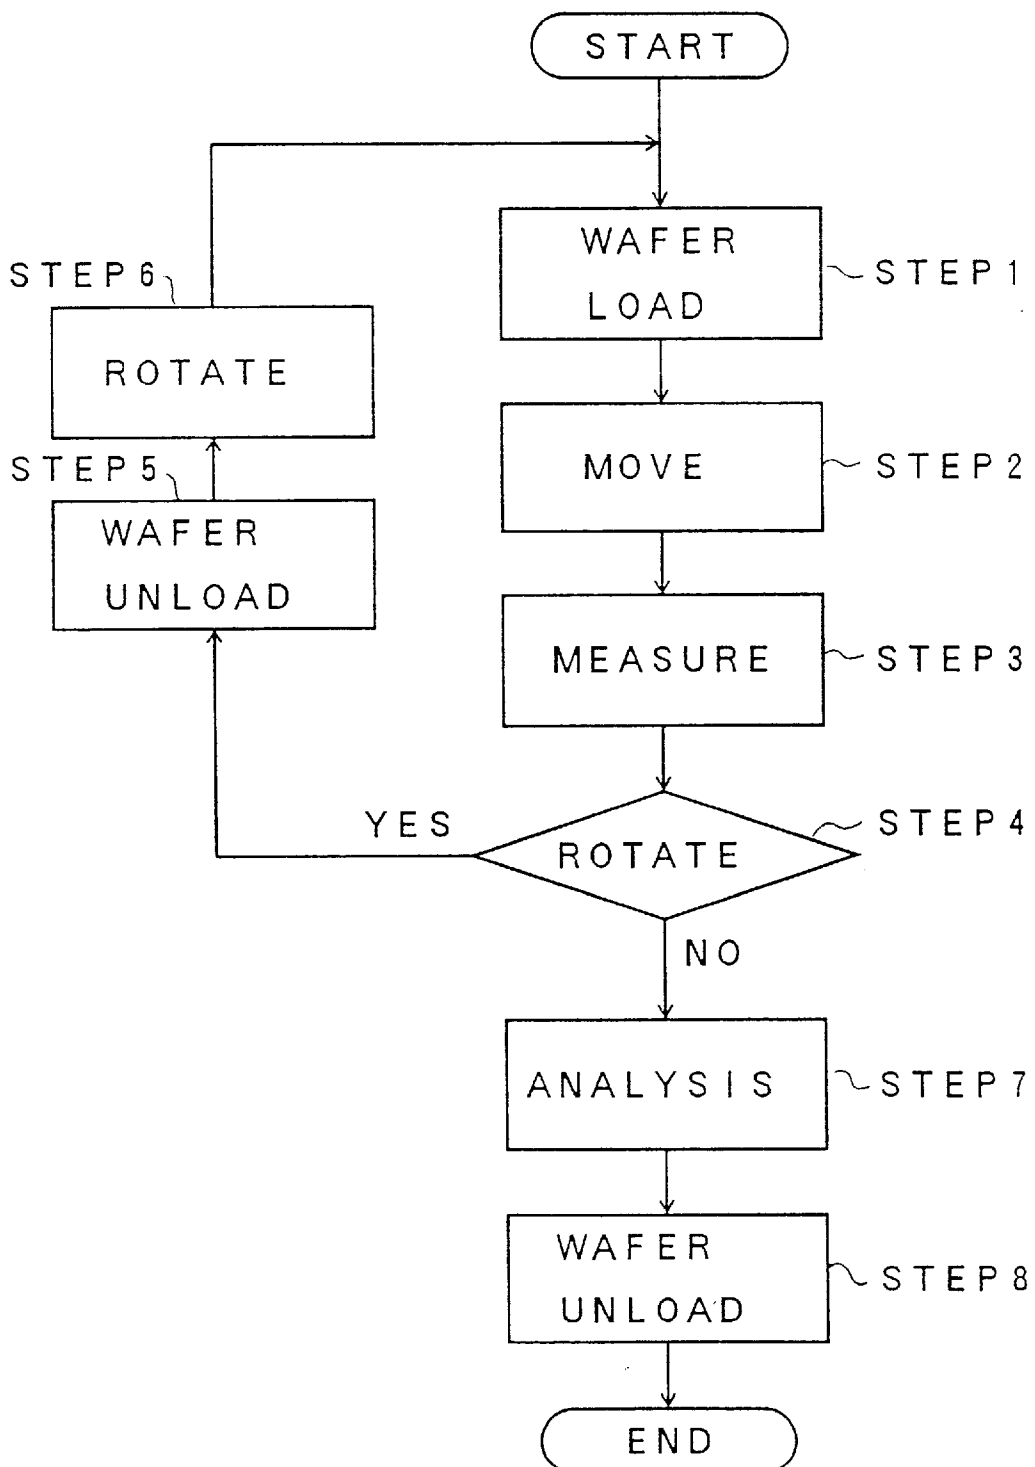 START
WAFER
LOAD
STEP1
STEP6
ROTATE
MOVE
STEP2
STEP5
WAFER
UNLOAD
MEASURE
STEP3
YES
ROTATE
STEP4
NO
ANALYSIS
STEP7
WAFER
UNLOAD
STEP8
END